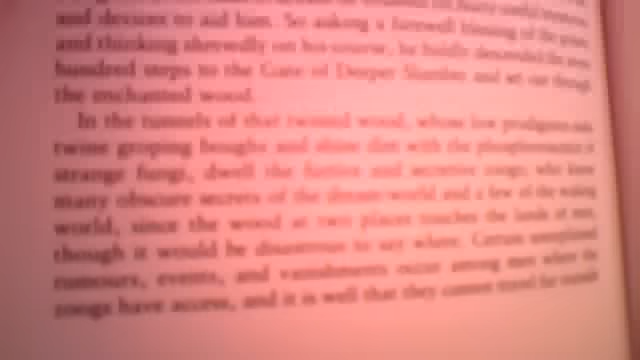 and devices to aid him. So asking a farewell blessing of the priests
and thinking shrewdly on his course, he boldly descended the seven
hundred steps to the Gate of Deeper Slumber and set out through
the enchanted wood.
In the tunnels of that twisted wood, whose low prodigious oaks
twine groping boughs and shine dim with the phosphorescence of
strange fungi, dwell the furtive and secretive zoogs; who know
many obscure secrets of the dream-world and a few of the waking
world, since the wood at two places touches the lands of men,
though it would be disastrous to say where. Certain unexplained
rumours, events, and vanishments occur among men where the
zoogs have access, and it is well that they cannot travel far outside